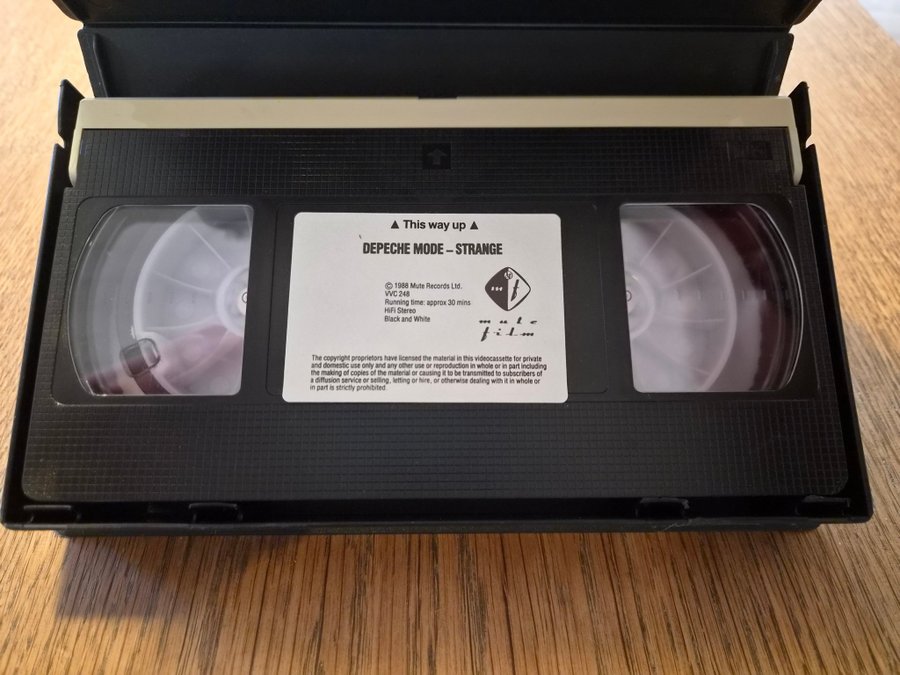 ▲ This way up ▲
DEPECHE MODE – STRANGE
© 1988 Mute Records Ltd.
VVC 248
Running time: approx 30 mins
HiFi Stereo
Black and White
mute
film
The copyright proprietors have licensed the material in this videocassette for private
and domestic use only and any other use or reproduction in whole or in part including
the making of copies of the material or causing it to be transmitted to subscribers of
a diffusion service or selling, letting or hire, or otherwise dealing with it in whole or
in part is strictly prohibited.